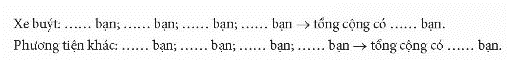 Xe buýt: ...... bạn; ...... bạn; ...... bạn; ...... bạn → tổng cộng có ...... bạn.
Phương tiện khác: ...... bạn; ...... bạn; ...... bạn; ...... bạn → tổng cộng có ...... bạn.